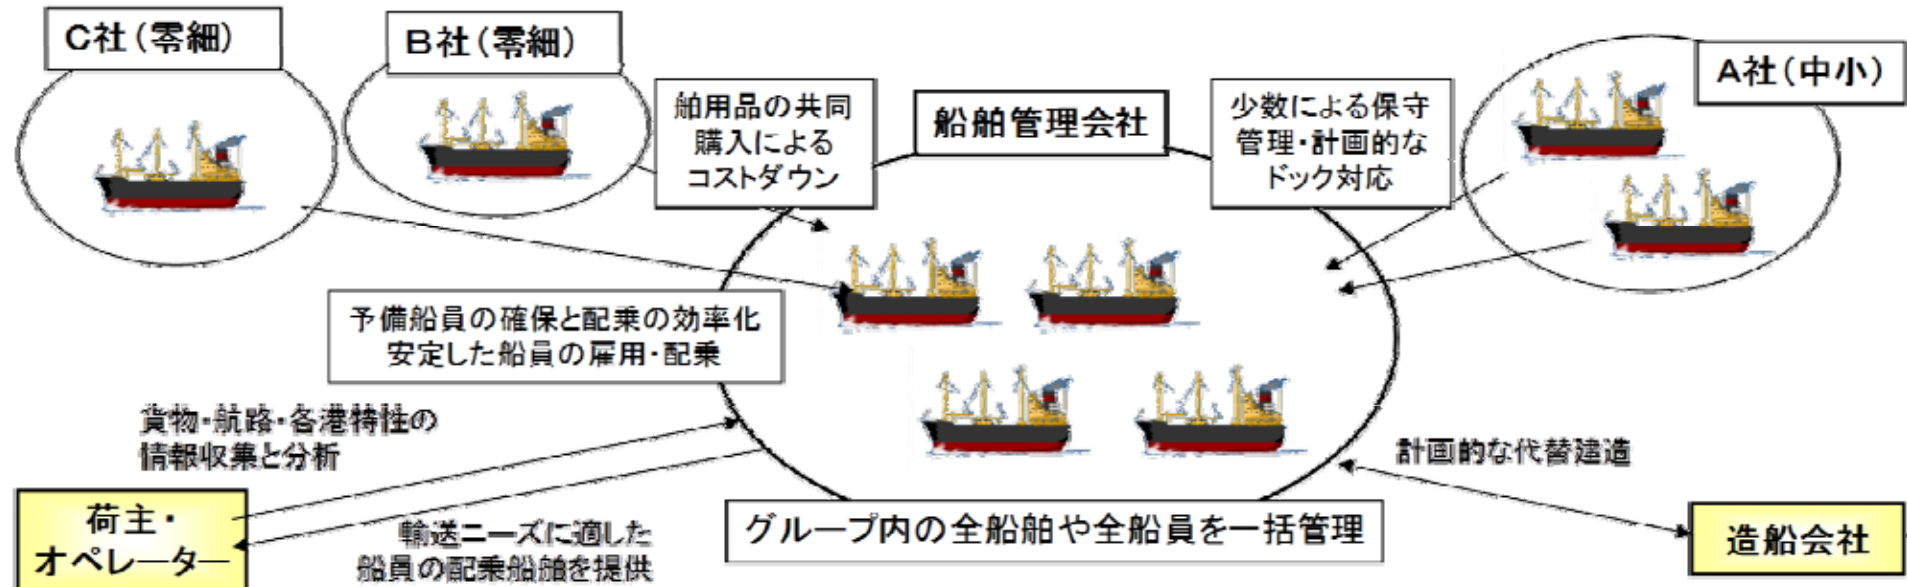 C社(零細)
B社(零細)
舶用品の共同
購入による
コストダウン
船舶管理会社
少数による保守
管理・計画的な
ドック対応
A社(中小)
予備船員の確保と配乗の効率化
安定した船員の雇用・配乗
貨物・航路・各港特性の
情報収集と分析
荷主・
オペレーター
輸送ニーズに適した
船員の配乗船舶を提供
グループ内の全船舶や全船員を一括管理
計画的な代替建造
造船会社